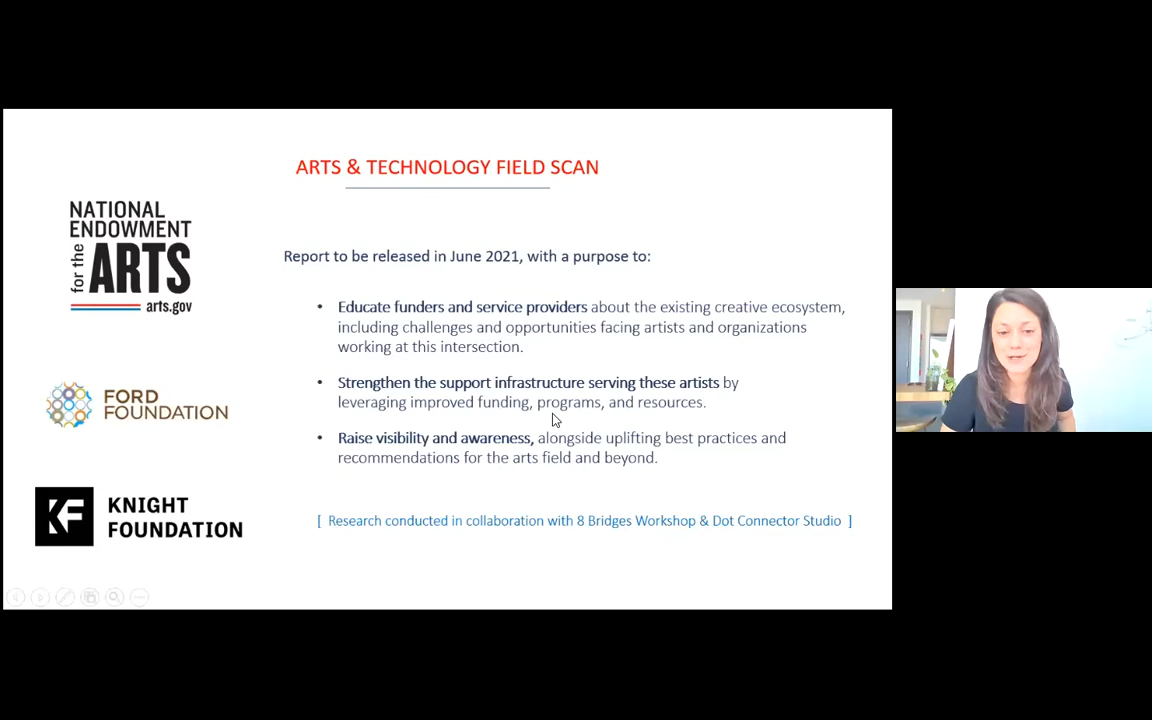 ARTS & TECHNOLOGY FIELD SCAN
NATIONAL
ENDOWMENT
for the ARTS
arts.gov
FORD
FOUNDATION
KF KNIGHT
FOUNDATION
Report to be released in June 2021, with a purpose to:
• Educate funders and service providers about the existing creative ecosystem,
including challenges and opportunities facing artists and organizations
working at this intersection.
• Strengthen the support infrastructure serving these artists by
leveraging improved funding, programs, and resources.
• Raise visibility and awareness, alongside uplifting best practices and
recommendations for the arts field and beyond.
[ Research conducted in collaboration with 8 Bridges Workshop & Dot Connector Studio ]